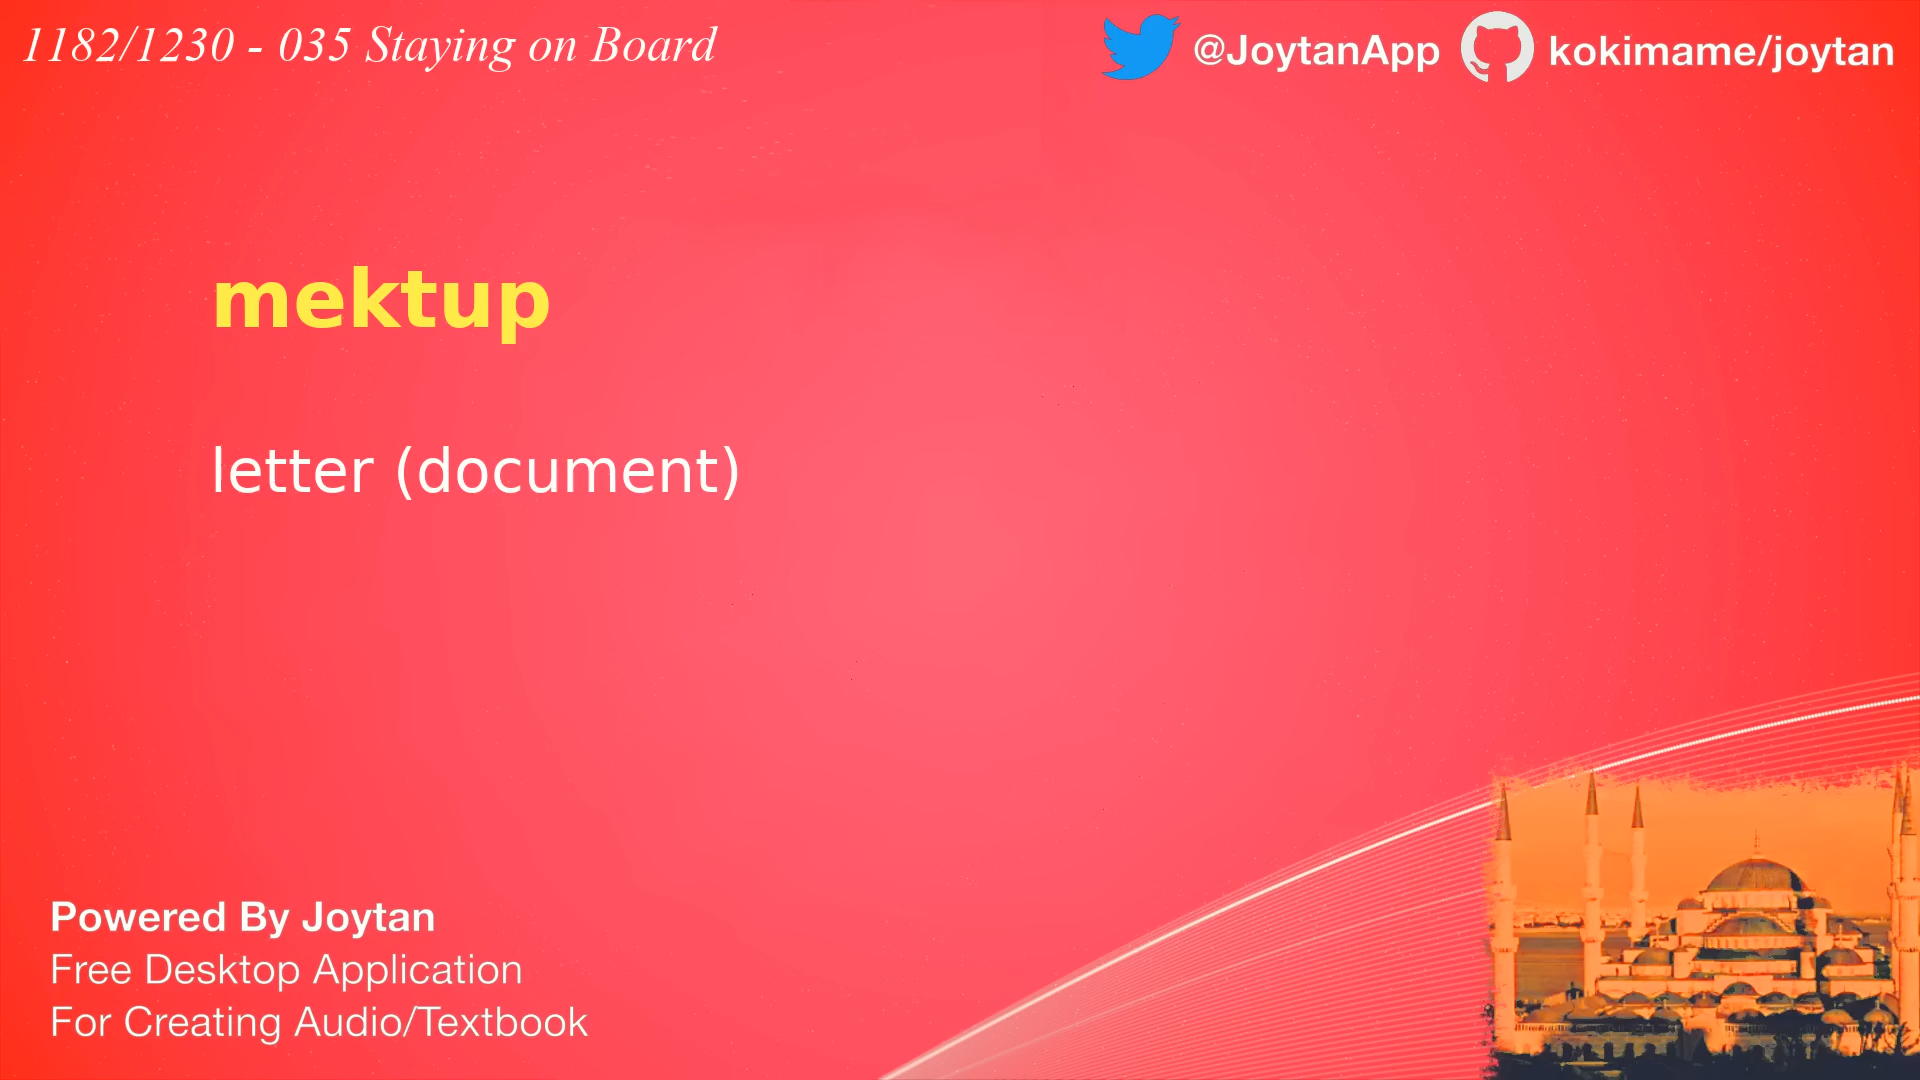 1182/1230 - 035 Staying on Board
@JoytanApp
kokimame/joytan
mektup
letter (document)
Powered By Joytan
Free Desktop Application
For Creating Audio/Textbook